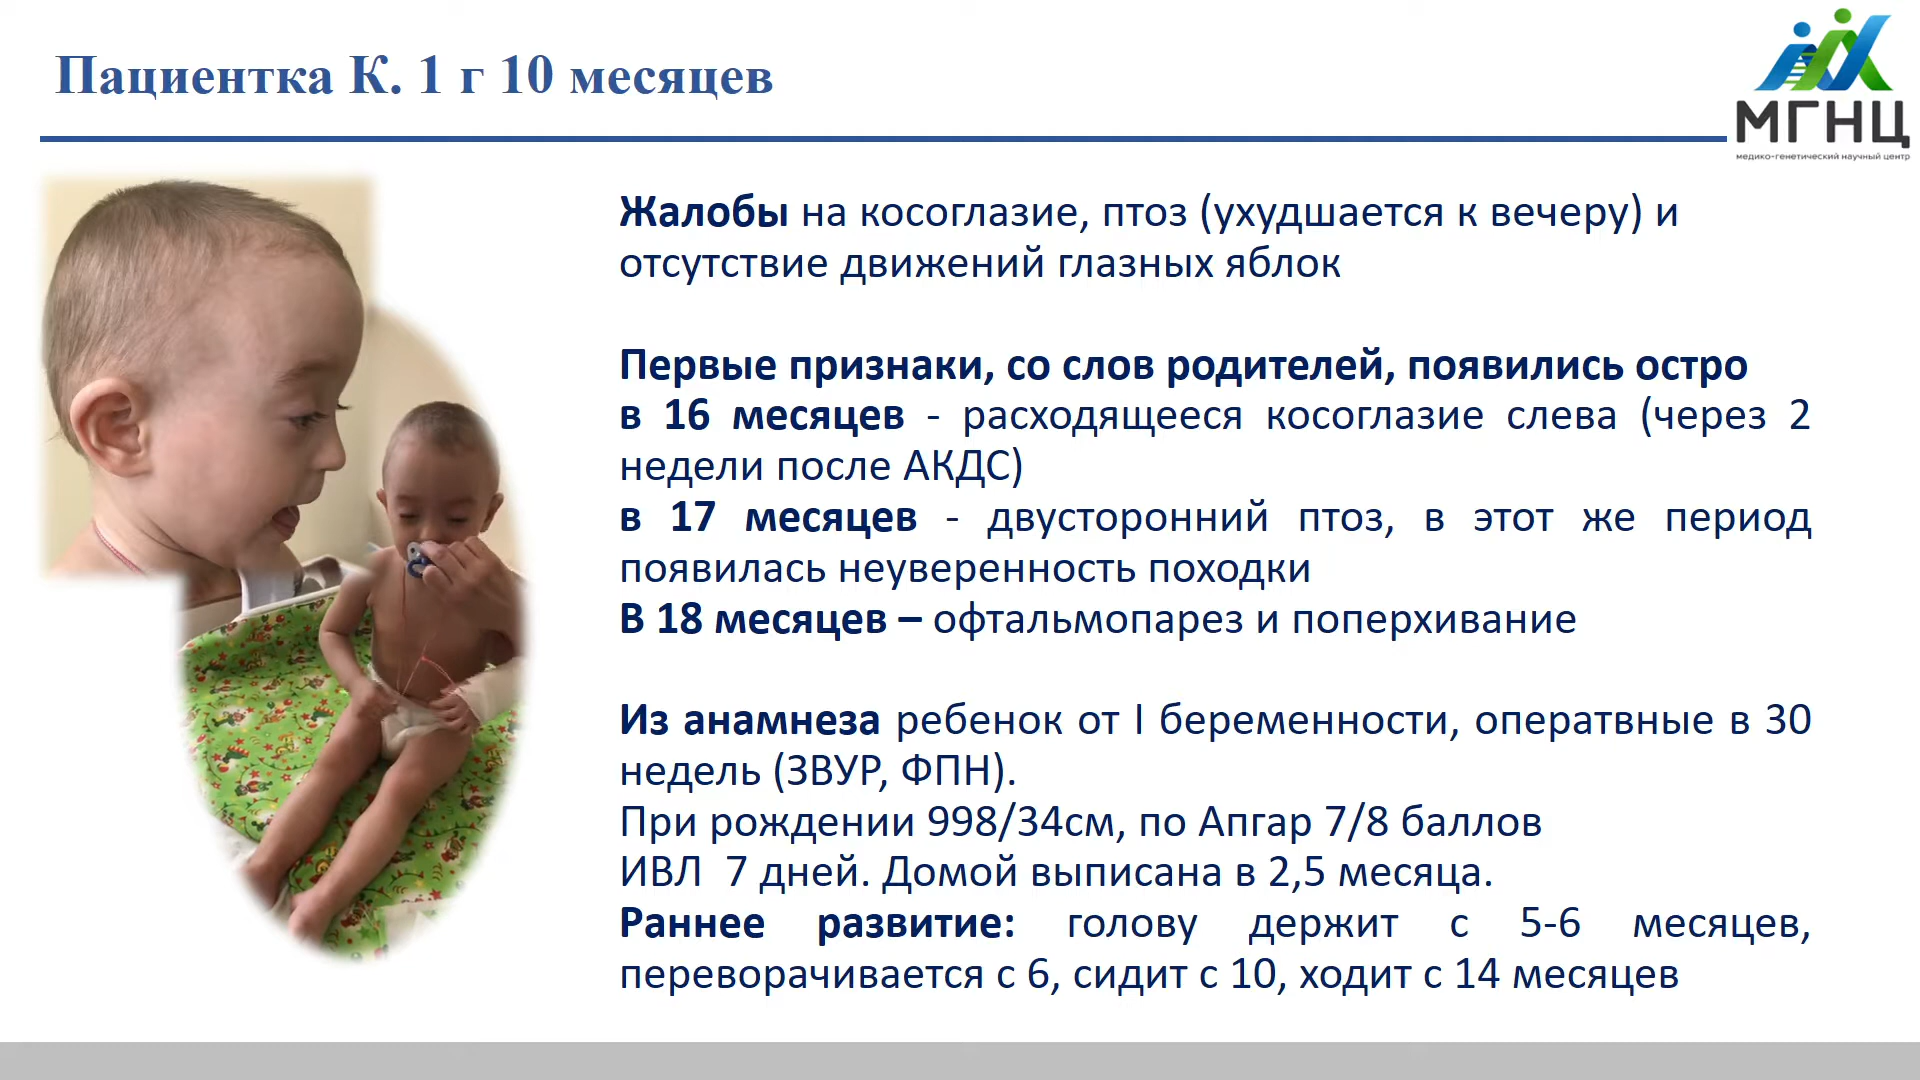 Пациентка К. 1 г 10 месяцев
МГНЦ
медико-генетический научный центр
Жалобы на косоглазие, птоз (ухудшается к вечеру) и
отсутствие движений глазных яблок
Первые признаки, со слов родителей, появились остро
в 16 месяцев - расходящееся косоглазие слева (через 2
недели после АКДС)
в 17 месяцев - двусторонний птоз, в этот же период
появилась неуверенность походки
В 18 месяцев – офтальмопарез и поперхивание
Из анамнеза ребенок от I беременности, оператвные в 30
недель (ЗВУР, ФПН).
При рождении 998/34см, по Апгар 7/8 баллов
ИВЛ 7 дней. Домой выписана в 2,5 месяца.
Раннее развитие: голову держит с 5-6 месяцев,
переворачивается с 6, сидит с 10, ходит с 14 месяцев